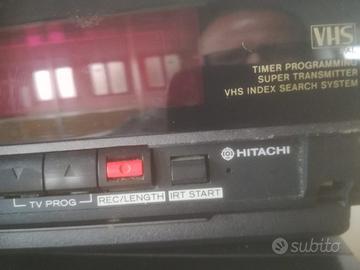 VHS
TIMER PROGRAMMING
SUPER TRANSMITTER
VHS INDEX SEARCH SYSTEM
HITACHI
TV PROG
REC/LENGTH
IRT START
subito